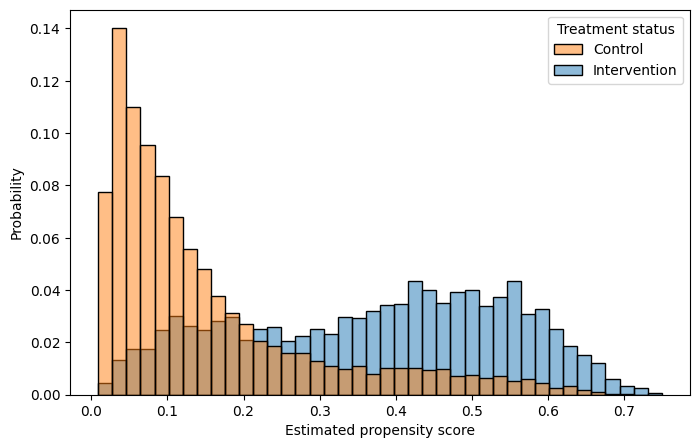 Treatment status
Control
Intervention
Probability
0.14
0.12
0.10
0.08
0.06
0.04
0.02
0.00
0.0 0.1 0.2 0.3 0.4 0.5 0.6 0.7
Estimated propensity score